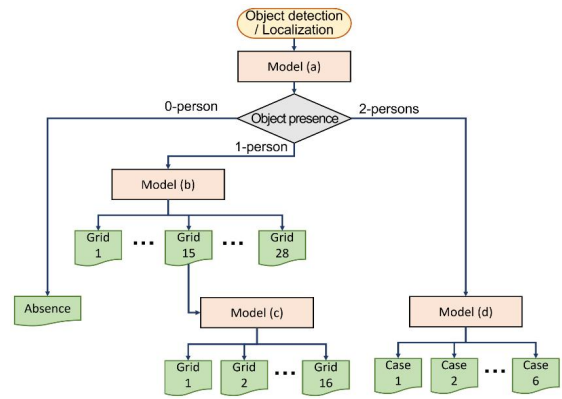 Object detection
/ Localization
Model (a)
0-person
Object presence
2-persons
1-person
Model (b)
Grid
1
...
Grid
15
...
Grid
28
Absence
Model (c)
Model (d)
Grid
1
Grid
2
...
Grid
16
Case
1
Case
2
...
Case
6